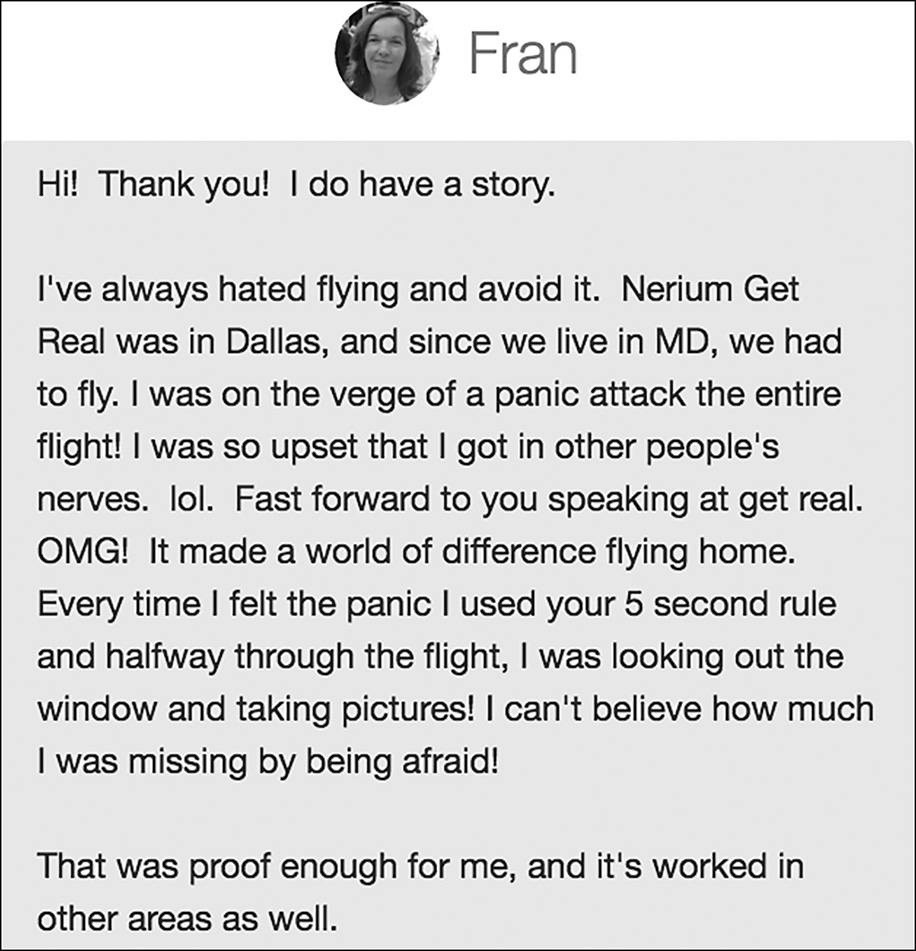 Fran
Hi!  Thank you!  I do have a story.
I've always hated flying and avoid it.  Nerium Get
Real was in Dallas, and since we live in MD, we had
to fly. I was on the verge of a panic attack the entire
flight! I was so upset that I got in other people's
nerves.  lol.  Fast forward to you speaking at get real.
OMG!  It made a world of difference flying home.
Every time I felt the panic I used your 5 second rule
and halfway through the flight, I was looking out the
window and taking pictures! I can't believe how much
I was missing by being afraid!
That was proof enough for me, and it's worked in
other areas as well.